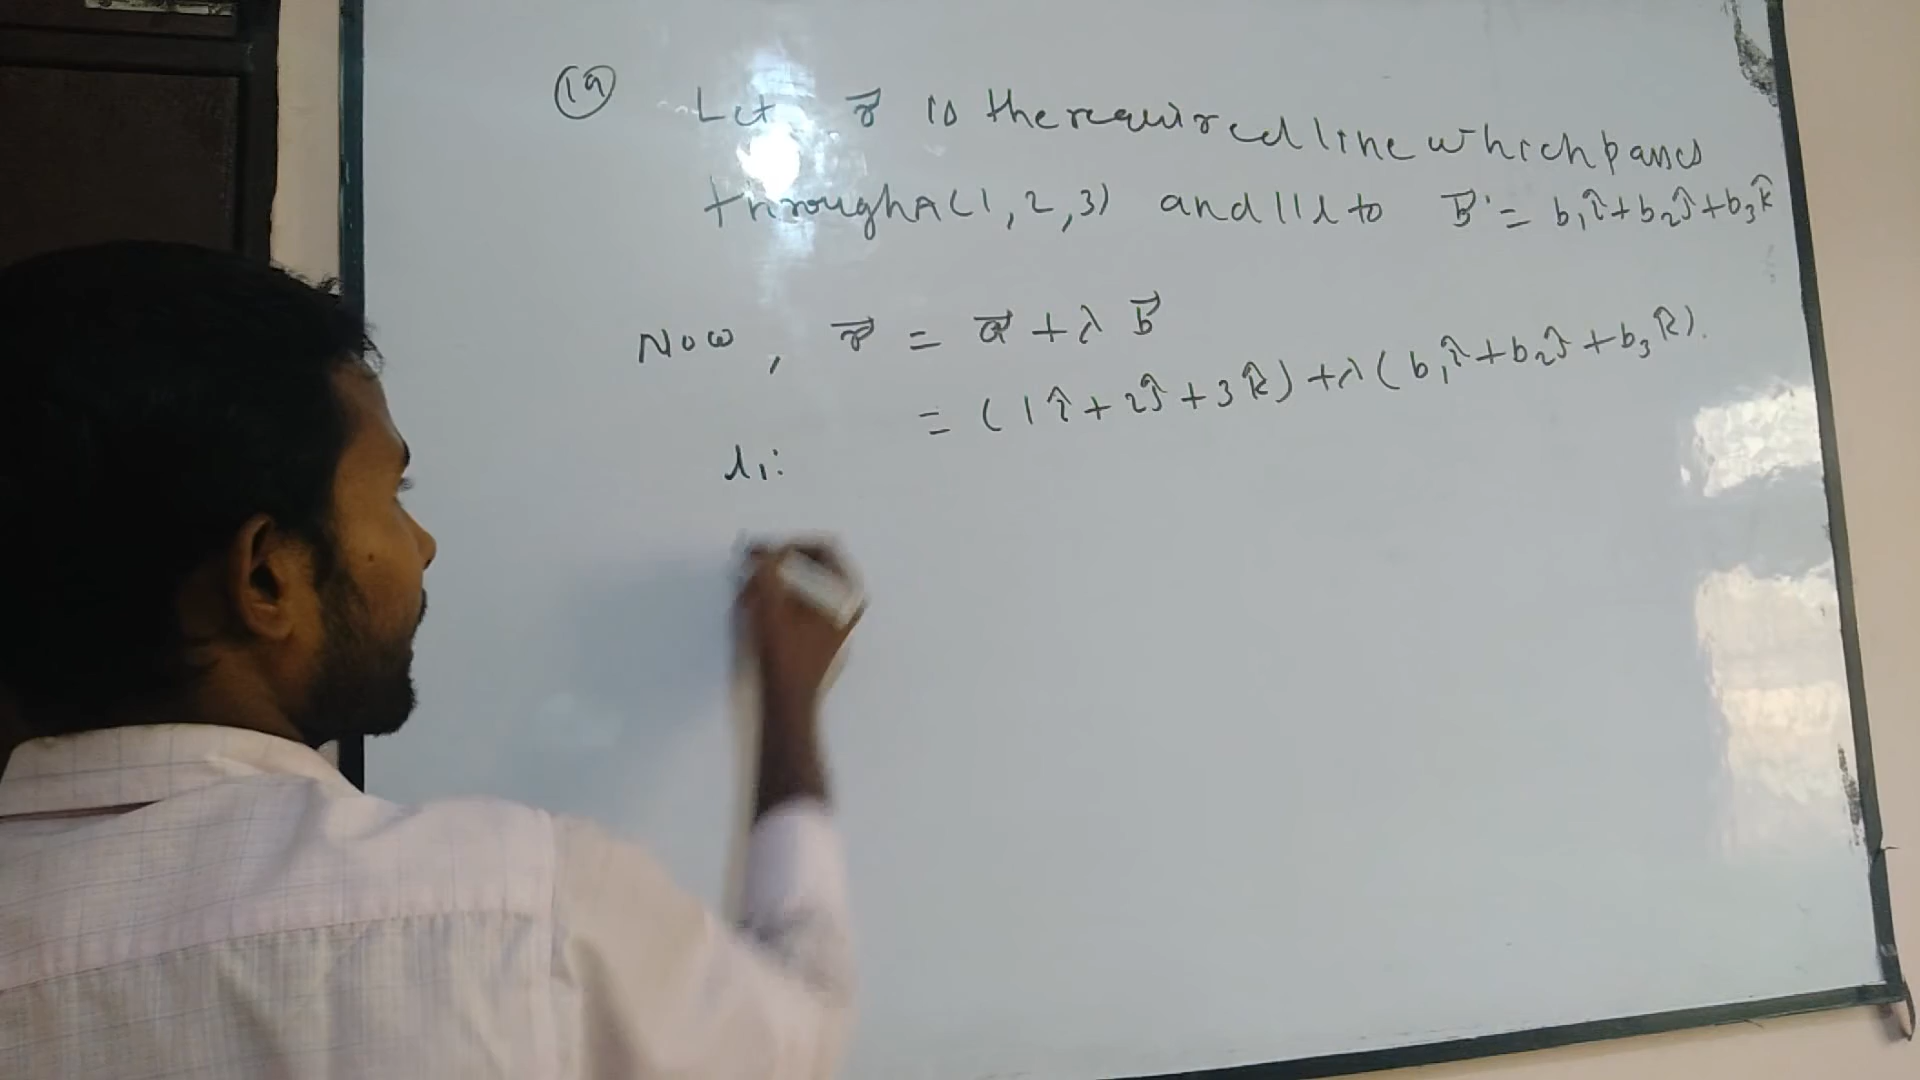 (19) Let r⃗ is the required line which passes
through A(1, 2, 3) and ||l to b⃗ = b₁î + b₂ĵ + b₃k̂
Now, r⃗ = a⃗ + λ b⃗
= (1î + 2ĵ + 3k̂) + λ(b₁î + b₂ĵ + b₃k̂).
l₁: